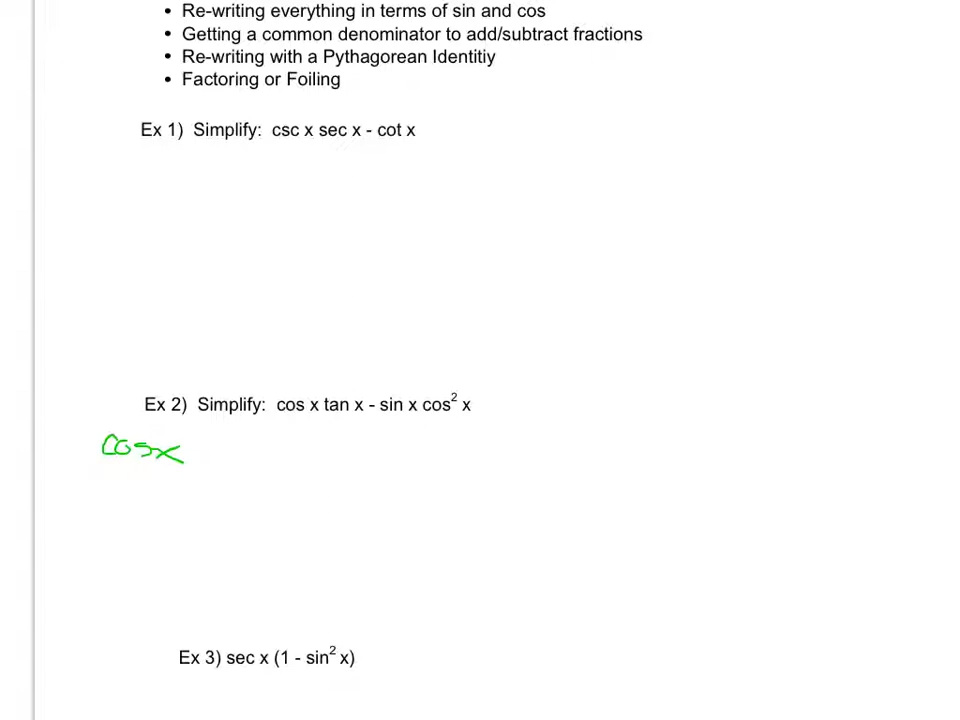 • Re-writing everything in terms of sin and cos
• Getting a common denominator to add/subtract fractions
• Re-writing with a Pythagorean Identitiy
• Factoring or Foiling
Ex 1) Simplify: csc x sec x - cot x
Ex 2) Simplify: cos x tan x - sin x cos² x
cosx
Ex 3) sec x (1 - sin² x)